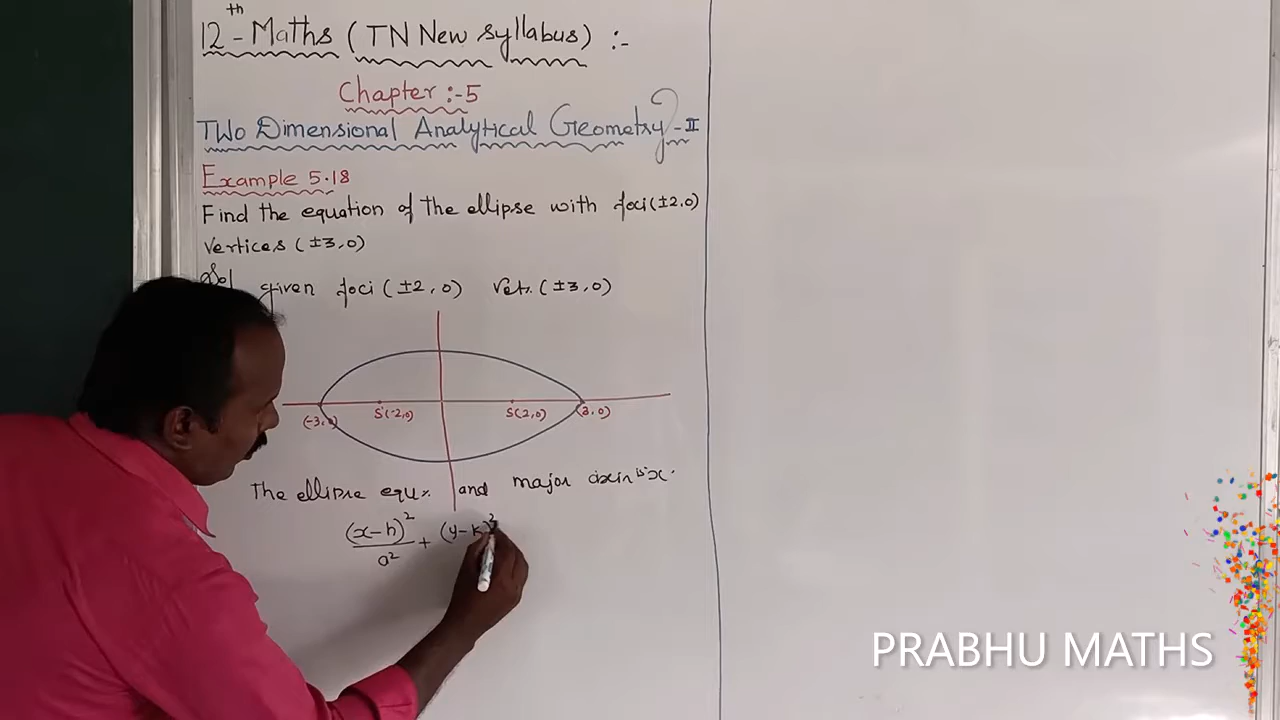 12th - Maths (TN New syllabus) :-
Chapter :- 5
Two Dimensional Analytical Geometry - II
Example 5.18
Find the equation of the ellipse with foci (±2,0)
vertices (±3,0)
Sol
given foci (±2,0) Vet. (±3,0)
(-3,0) S'(-2,0) S(2,0) (3,0)
The ellipse equ. and major axis is x.
(x-h)²/a² + (y-k)²
PRABHU MATHS